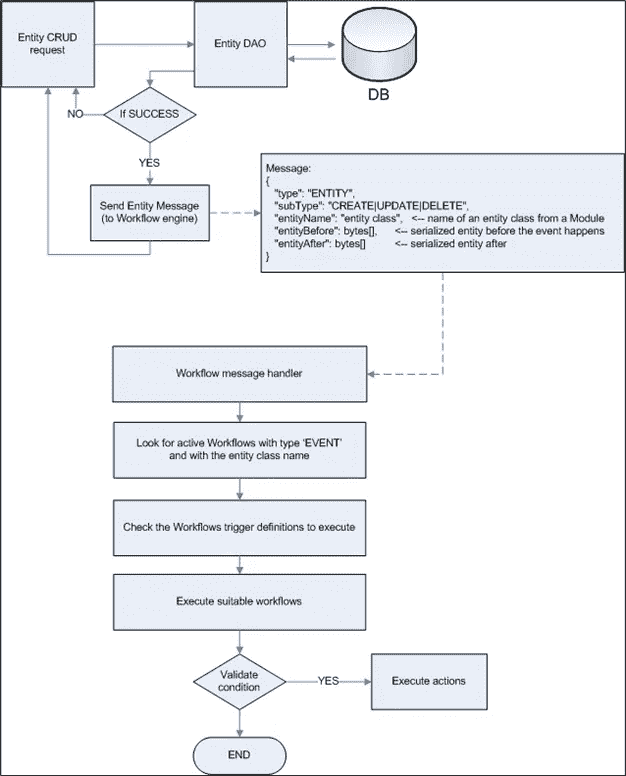 Entity CRUD
request
Entity DAO
DB
If SUCCESS
NO
YES
Send Entity Message
(to Workflow engine)
Message:
{
"type": "ENTITY",
"subType": "CREATE|UPDATE|DELETE",
"entityName": "entity class", <-- name of an entity class from a Module
"entityBefore": bytes[], <-- serialized entity before the event happens
"entityAfter": bytes[] <-- serialized entity after
}
Workflow message handler
Look for active Workflows with type 'EVENT'
and with the entity class name
Check the Workflows trigger definitions to execute
Execute suitable workflows
Validate
condition
YES
Execute actions
END